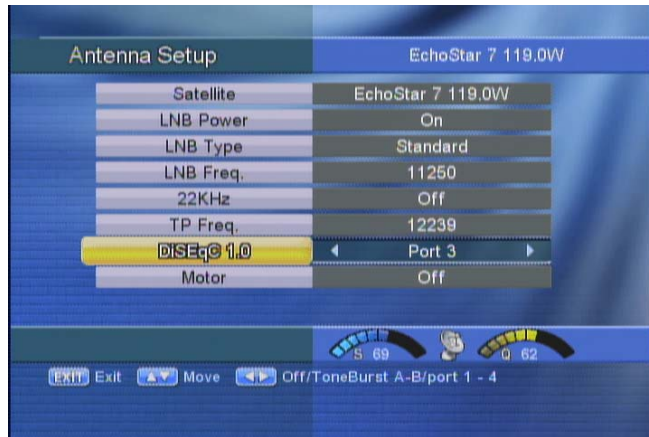 Antenna Setup EchoStar 7 119.0W
Satellite EchoStar 7 119.0W
LNB Power On
LNB Type Standard
LNB Freq. 11250
22KHz Off
TP Freq. 12239
DiSEqC 1.0 Port 3
Motor Off
S 69 Q 62
EXIT Exit Move Off/ToneBurst A-B/port 1 - 4